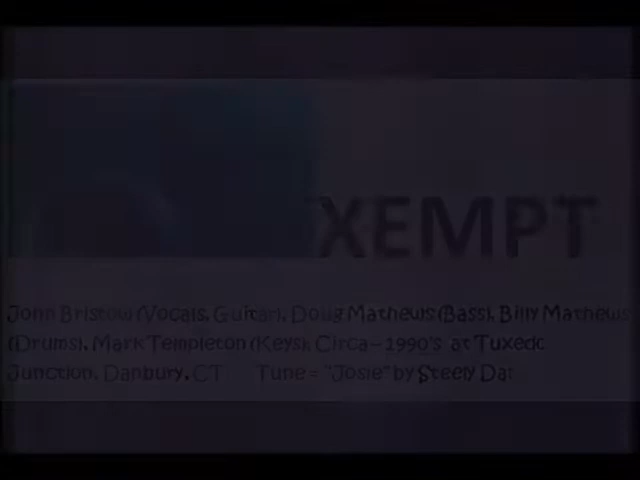 XEMPT
John Bristow (Vocals, Guitar), Doug Mathews (Bass), Billy Mathews
(Drums), Mark Templeton (Keys). Circa~ 1990's at Tuxedo
Junction, Danbury, CT Tune = "Josie" by Steely Dan